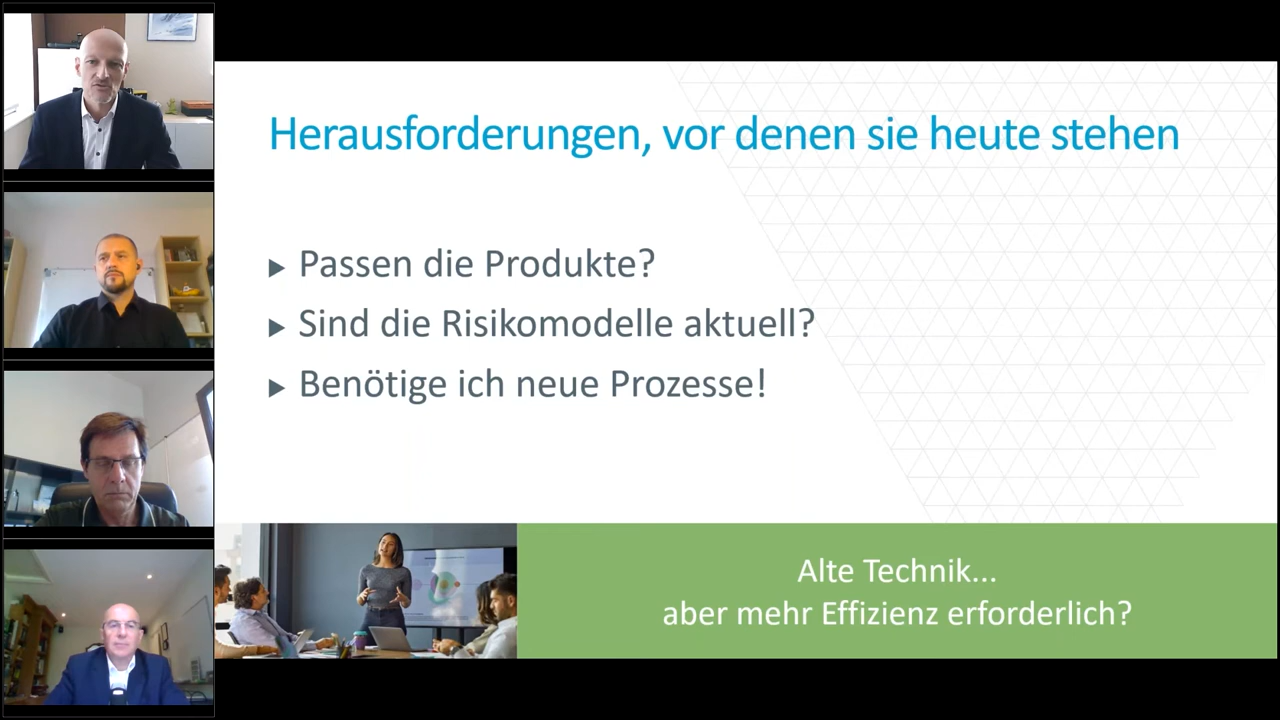 Herausforderungen, vor denen sie heute stehen
Passen die Produkte?
Sind die Risikomodelle aktuell?
Benötige ich neue Prozesse!
Alte Technik...
aber mehr Effizienz erforderlich?